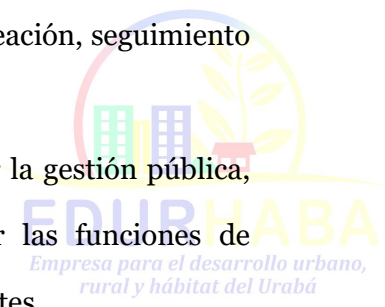 eación, seguimiento
la gestión pública,
EDURHABA
r las funciones de
Empresa para el desarrollo urbano,
rural y hábitat del Urabá
tes